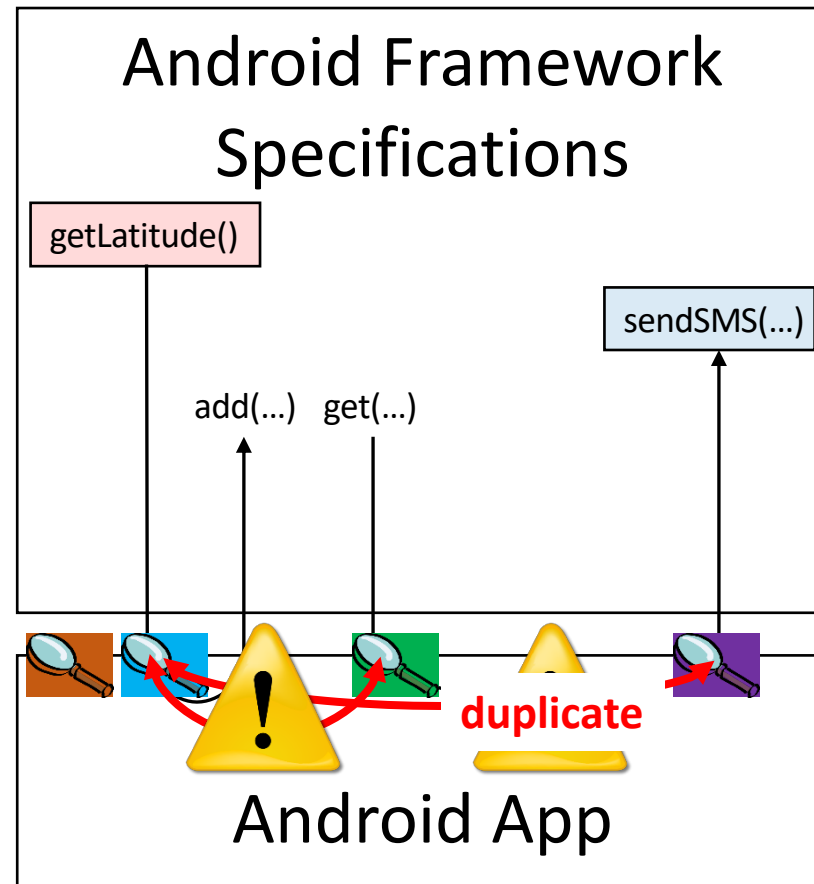 Android Framework
Specifications
getLatitude()
sendSMS(…)
add(…) get(…)
!
duplicate
Android App